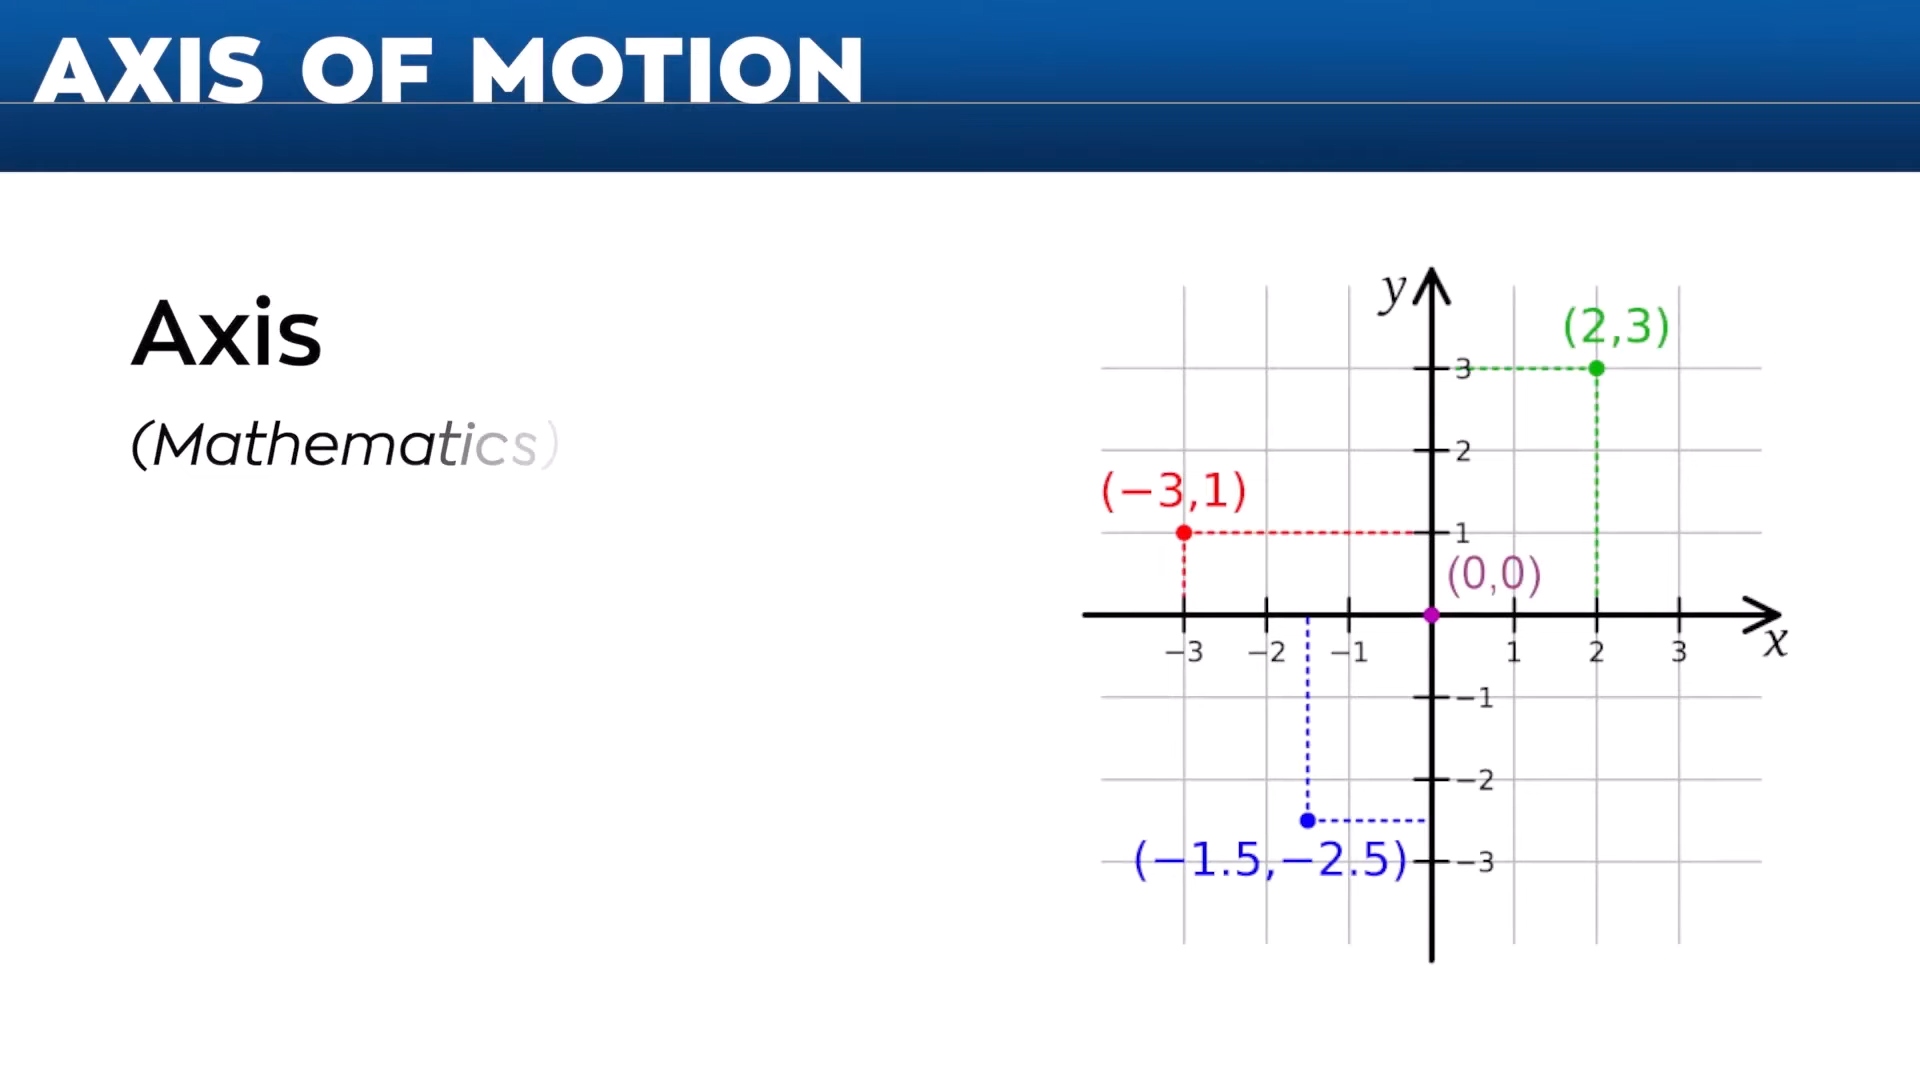 AXIS OF MOTION
Axis
(Mathematics)
y
(2,3)
3
2
(−3,1)
1
(0,0)
x
−3 −2 −1 1 2 3
−1
−2
(−1.5,−2.5)
−3